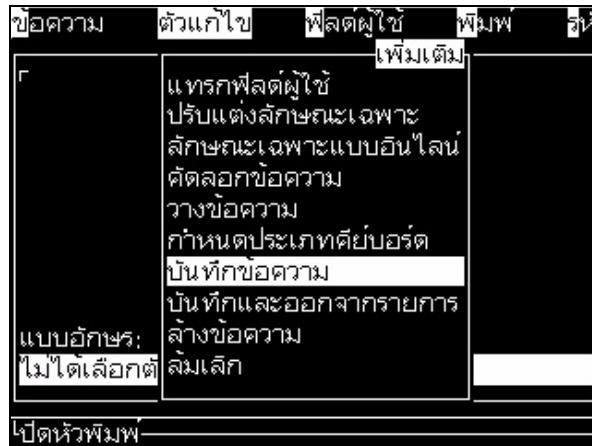 ข้อความ ตัวแก้ไข ฟิลด์ผู้ใช้ พิมพ์ รหั
เพิ่มเติม
แทรกฟิลด์ผู้ใช้
ปรับแต่งลักษณะเฉพาะ
ลักษณะเฉพาะแบบอินไลน์
คัดลอกข้อความ
วางข้อความ
กำหนดประเภทคีย์บอร์ด
บันทึกข้อความ
บันทึกและออกจากรายการ
แบบอักษร: ล้างข้อความ
ไม่ได้เลือกตั ล้มเลิก
เปิดหัวพิมพ์